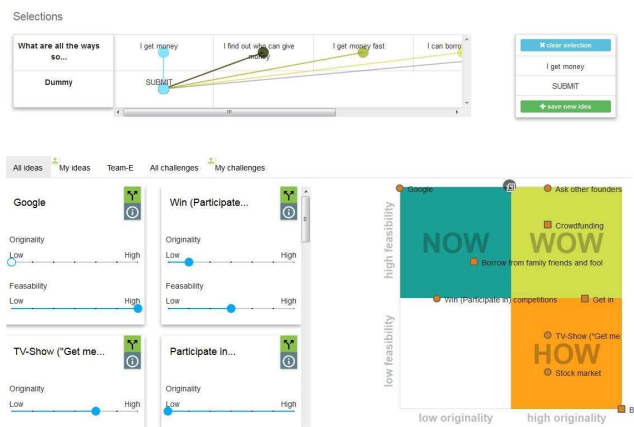 Selections
What are all the ways so...
I get money
I find out who can give money
I get money fast
I can borro
Dummy
SUBMIT
clear selection
I get money
SUBMIT
save new idea
All ideas
My ideas
Team-E
All challenges
My challenges
Google
Originality
Low High
Feasability
Low High
Win (Participate...
Originality
Low High
Feasability
Low High
TV-Show ("Get me...
Originality
Low High
Participate in...
Originality
Low High
high feasibility
low feasibility
Google
Ask other founders
Crowdfunding
NOW
WOW
Borrow from family friends and fool
Win (Participate in) competitions
Get in
TV-Show ("Get me
HOW
Stock market
B
low originality
high originality